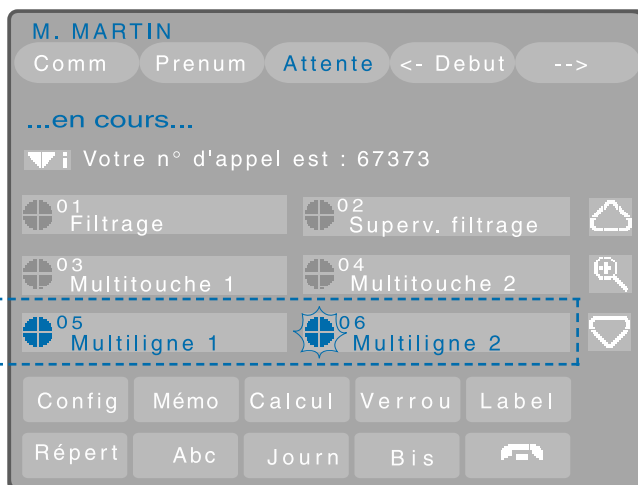 M. MARTIN
Comm Prenum Attente <- Debut -->
...en cours...
i Votre n° d'appel est : 67373
01 Filtrage
02 Superv. filtrage
03 Multitouche 1
04 Multitouche 2
05 Multiligne 1
06 Multiligne 2
Config Mémo Calcul Verrou Label
Répert Abc Journ Bis